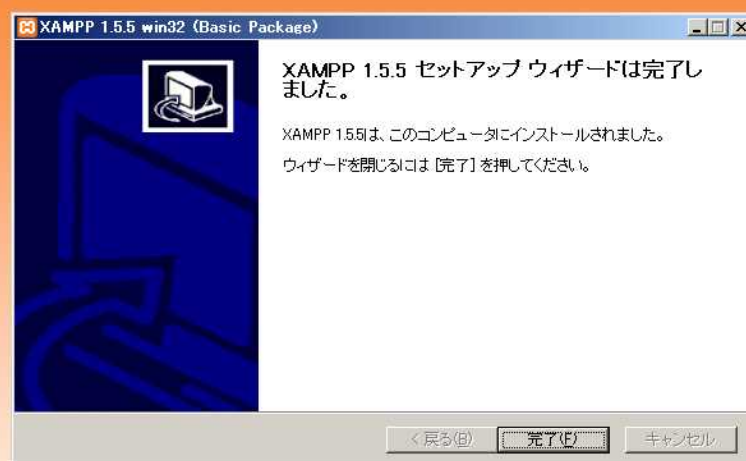 XAMPP 1.5.5 win32 (Basic Package)
XAMPP 1.5.5 セットアップ ウィザードは完了し
ました。
XAMPP 1.5.5は、このコンピュータにインストールされました。
ウィザードを閉じるには [完了] を押してください。
< 戻る(B) 完了(F) キャンセル